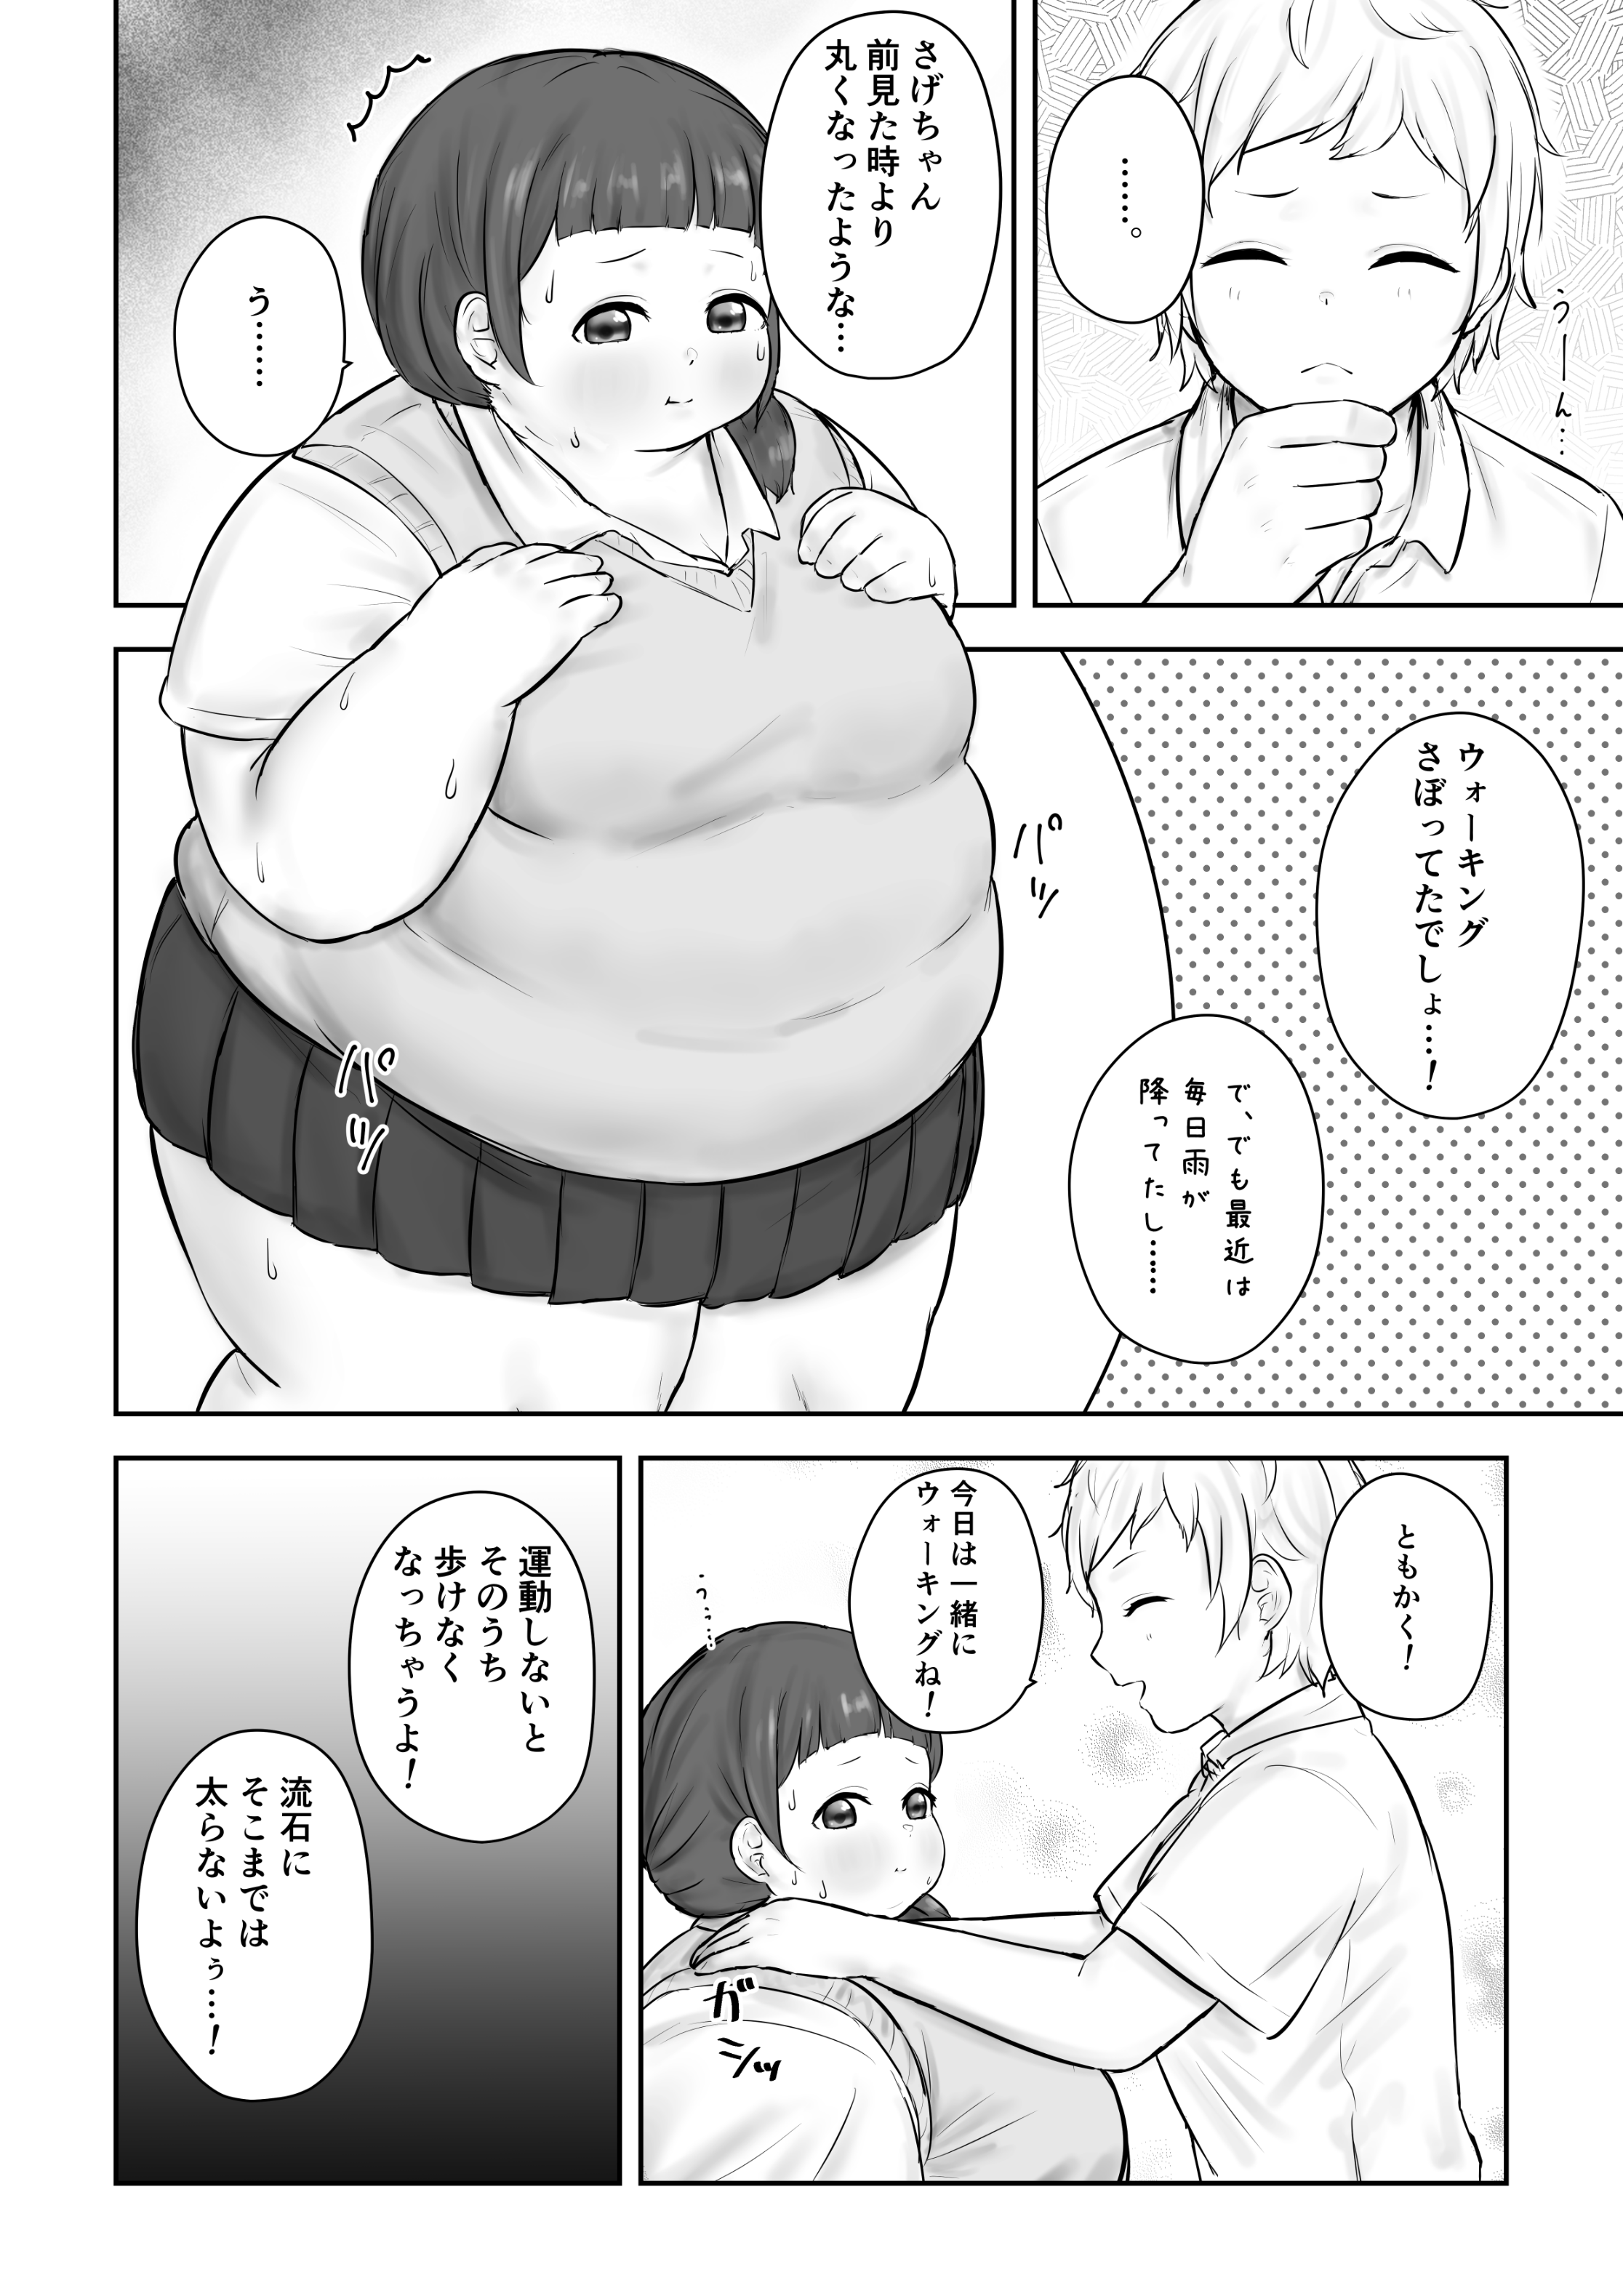 ……。
うーん…
さげちゃん
前見た時より
丸くなったような…
う……
ウォーキング
さぼってたでしょ…！
で、でも最近は
毎日雨が
降ってたし……
パッ
パッ
ともかく！
今日は一緒に
ウォーキングね！
うっ…
ガシッ
運動しないと
そのうち
歩けなく
なっちゃうよ！
流石に
そこまでは
太らないよぅ…！